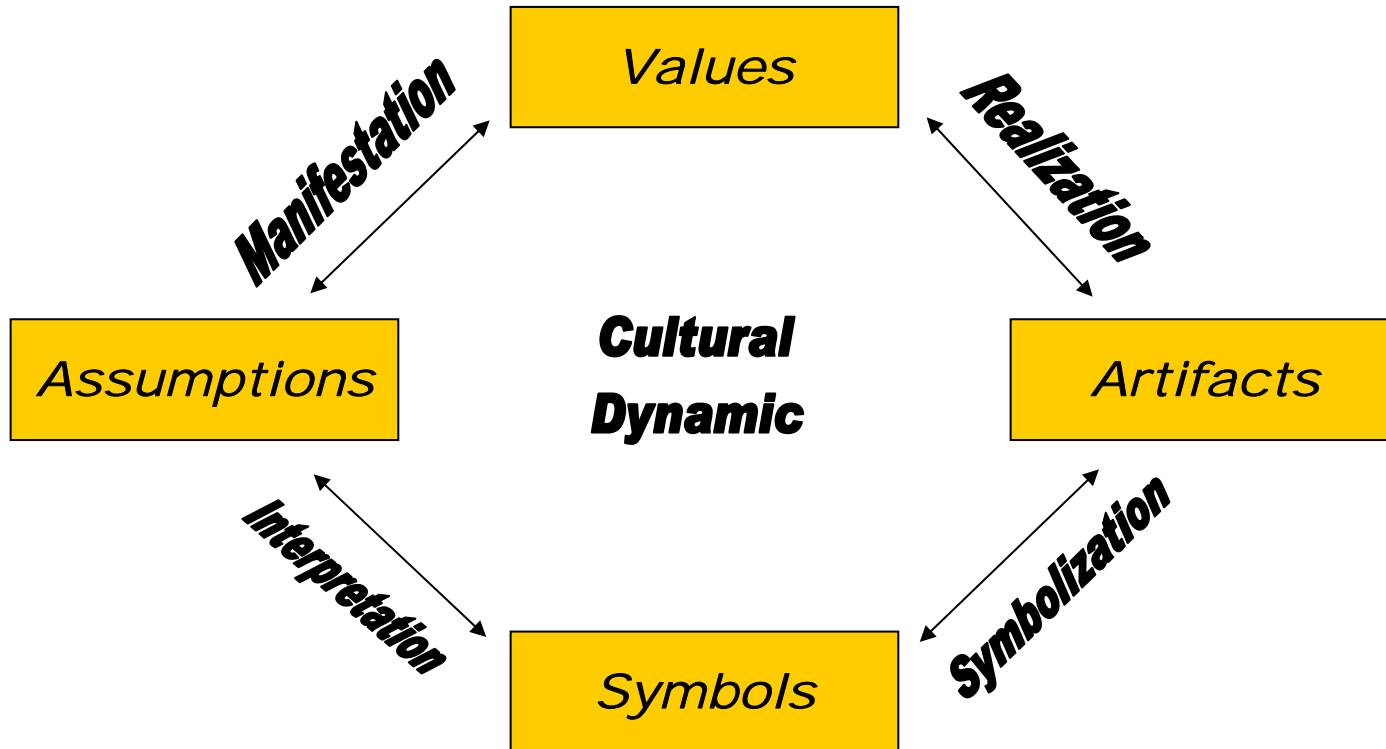 Values
Manifestation
Realization
Assumptions
Cultural
Dynamic
Artifacts
Interpretation
Symbolization
Symbols